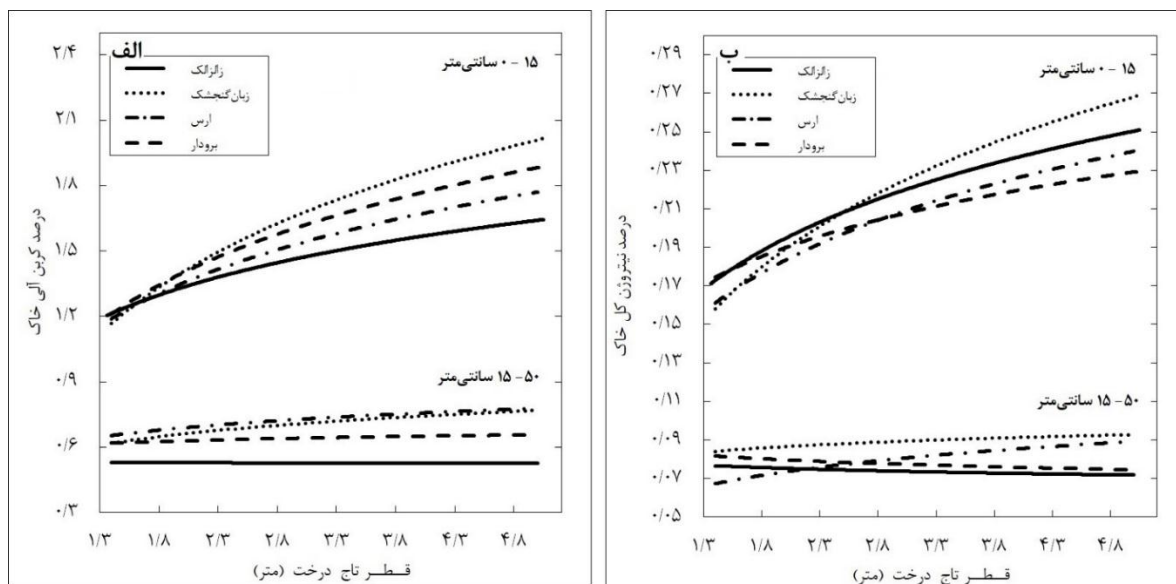 الف
۰ - ۱۵ سانتی‌متر
زالزالک
زبان‌گنجشک
ارس
برودار
۱۵ - ۵۰ سانتی‌متر
درصد کربن آلی خاک
۲/۴
۲/۱
۱/۸
۱/۵
۱/۲
۰/۹
۰/۶
۰/۳
۱/۳ ۱/۸ ۲/۳ ۲/۸ ۳/۳ ۳/۸ ۴/۳ ۴/۸
قطر تاج درخت (متر)
ب
۰ - ۱۵ سانتی‌متر
زالزالک
زبان‌گنجشک
ارس
برودار
۱۵ - ۵۰ سانتی‌متر
درصد نیتروژن کل خاک
۰/۲۹
۰/۲۷
۰/۲۵
۰/۲۳
۰/۲۱
۰/۱۹
۰/۱۷
۰/۱۵
۰/۱۳
۰/۱۱
۰/۰۹
۰/۰۷
۰/۰۵
۱/۳ ۱/۸ ۲/۳ ۲/۸ ۳/۳ ۳/۸ ۴/۳ ۴/۸
قطر تاج درخت (متر)